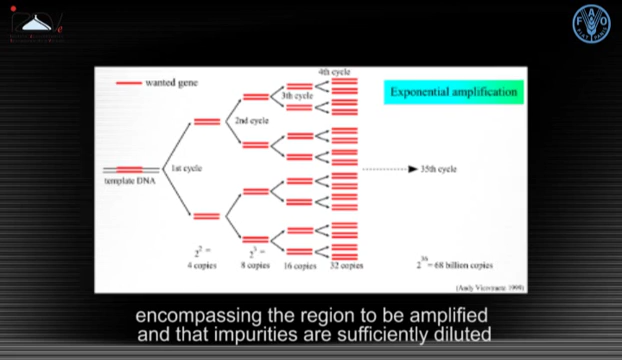 F A O
FIAT PANIS
4th cycle
wanted gene
3th cycle
Exponential amplification
2nd cycle
1st cycle
35th cycle
template DNA
2² =
4 copies
2³ =
8 copies
16 copies
32 copies
2³⁶ = 68 billion copies
(Andy Vierstraete 1999)
encompassing the region to be amplified
and that impurities are sufficiently diluted